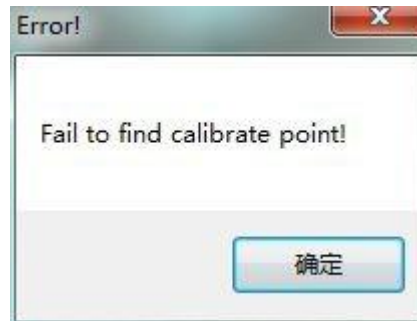 Error!
Fail to find calibrate point!
确定